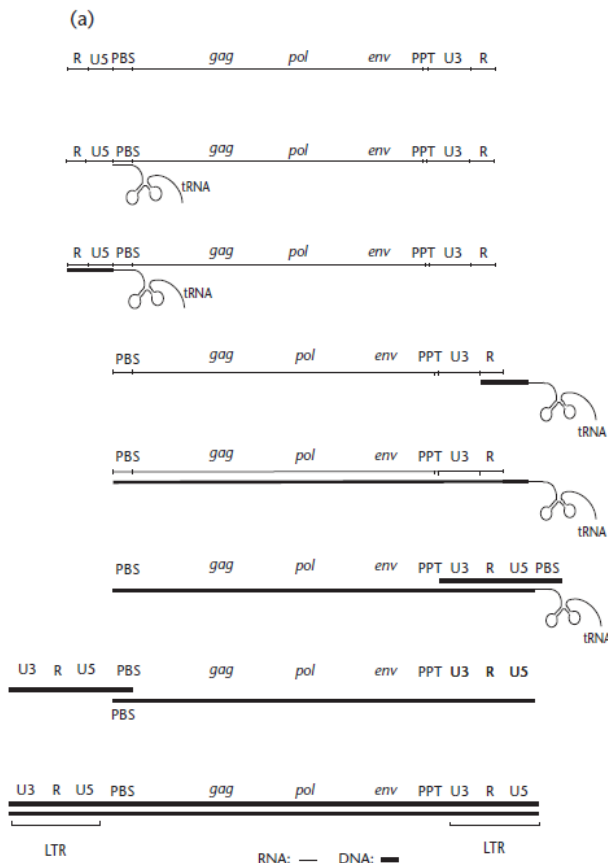 (a)
R U5 PBS gag pol env PPT U3 R
R U5 PBS gag pol env PPT U3 R
tRNA
R U5 PBS gag pol env PPT U3 R
tRNA
PBS gag pol env PPT U3 R
tRNA
PBS gag pol env PPT U3 R
tRNA
PBS gag pol env PPT U3 R U5 PBS
tRNA
U3 R U5 PBS gag pol env PPT U3 R U5
PBS
U3 R U5 PBS gag pol env PPT U3 R U5
LTR LTR
RNA: DNA: